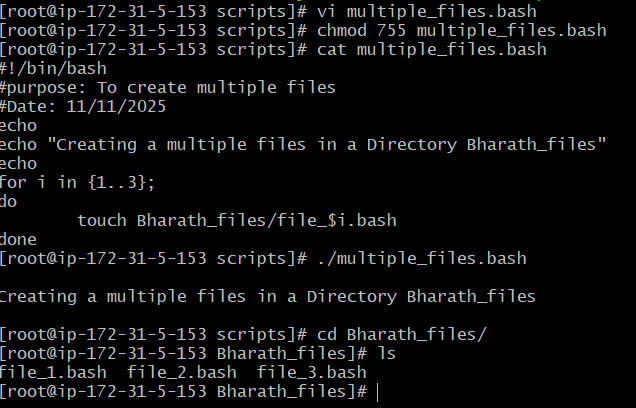 [root@ip-172-31-5-153 scripts]# vi multiple_files.bash
[root@ip-172-31-5-153 scripts]# chmod 755 multiple_files.bash
[root@ip-172-31-5-153 scripts]# cat multiple_files.bash
#!/bin/bash
#purpose: To create multiple files
#Date: 11/11/2025
echo
echo "Creating a multiple files in a Directory Bharath_files"
echo
for i in {1..3};
do
        touch Bharath_files/file_$i.bash
done
[root@ip-172-31-5-153 scripts]# ./multiple_files.bash

Creating a multiple files in a Directory Bharath_files

[root@ip-172-31-5-153 scripts]# cd Bharath_files/
[root@ip-172-31-5-153 Bharath_files]# ls
file_1.bash  file_2.bash  file_3.bash
[root@ip-172-31-5-153 Bharath_files]#